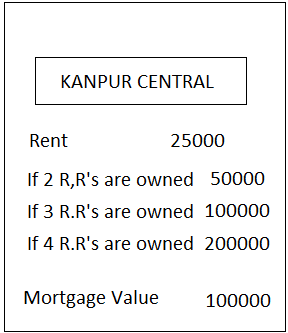 KANPUR CENTRAL
Rent 25000
If 2 R,R's are owned 50000
If 3 R.R's are owned 100000
If 4 R.R's are owned 200000
Mortgage Value 100000